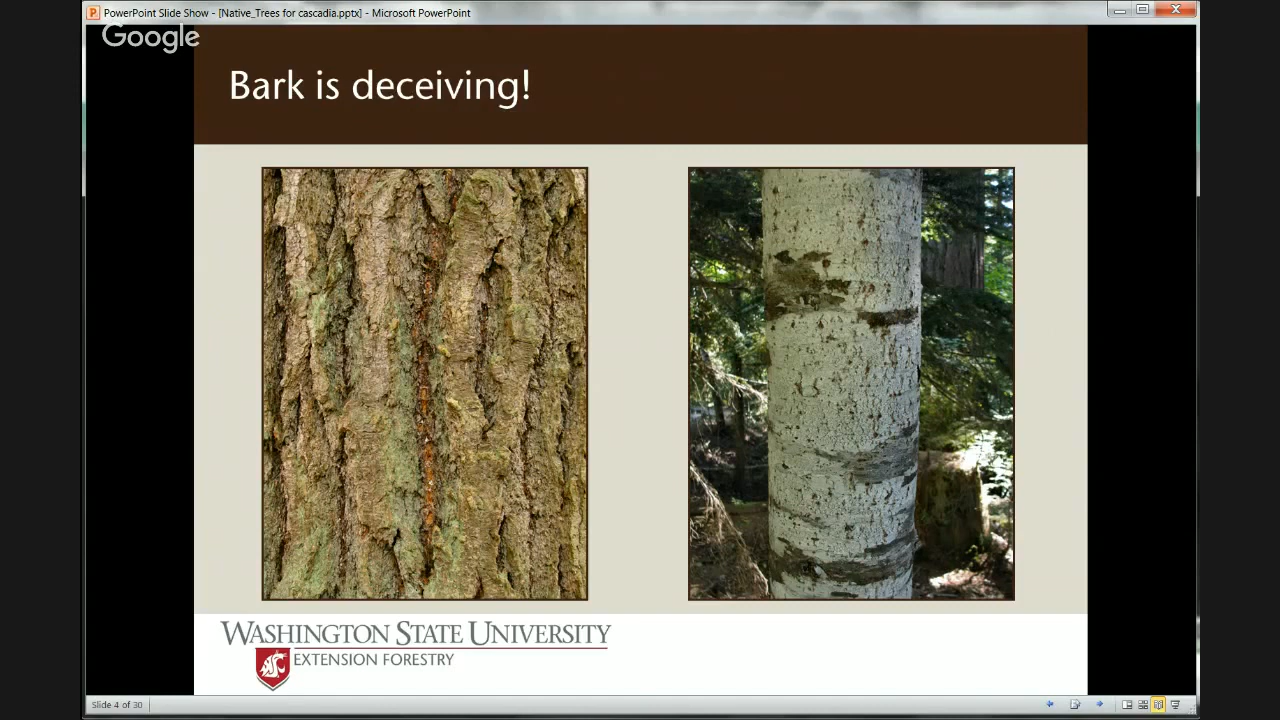 PowerPoint Slide Show - [Native_Trees for cascadia.pptx] - Microsoft PowerPoint
Google
Bark is deceiving!
WASHINGTON STATE UNIVERSITY
EXTENSION FORESTRY
Slide 4 of 30